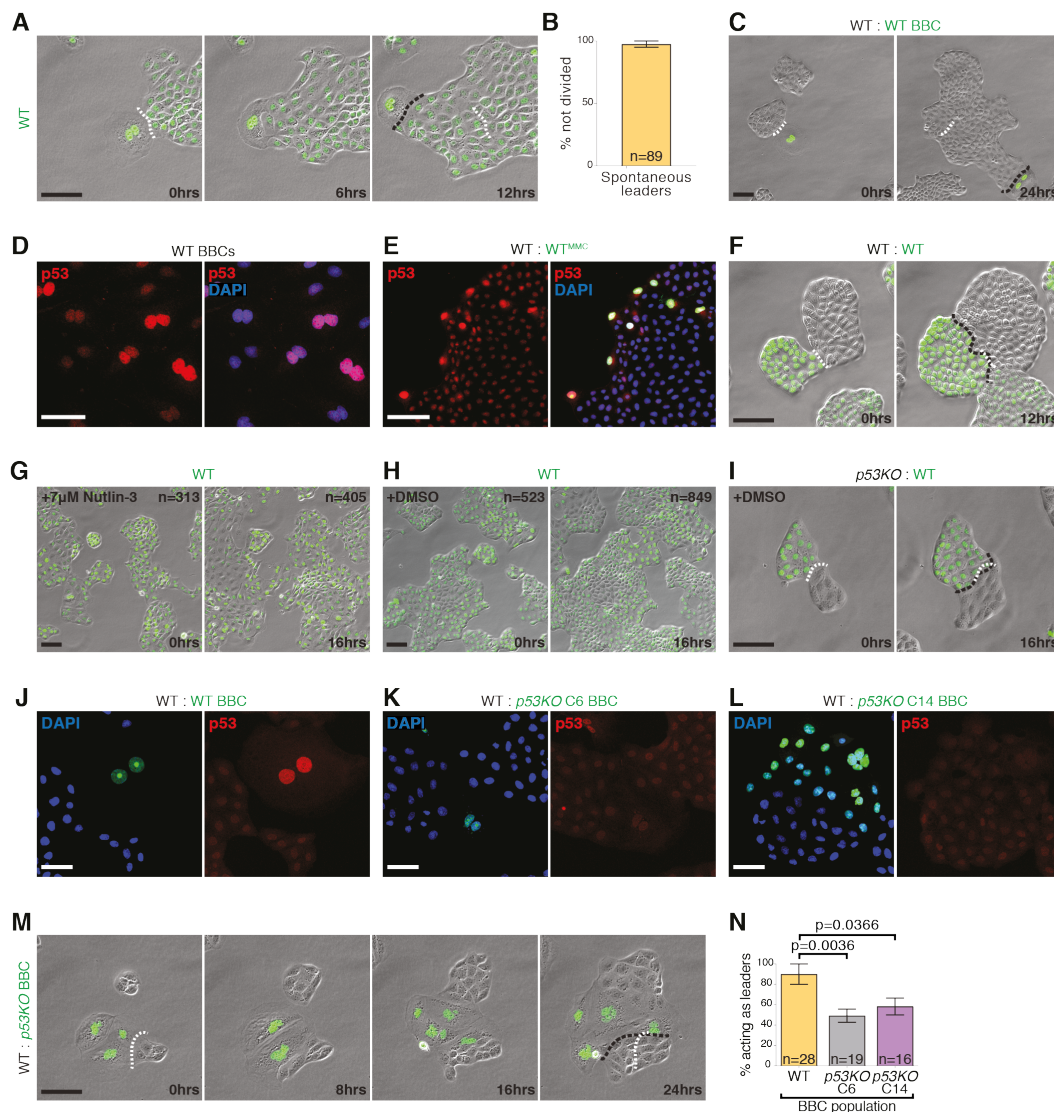 A
WT
0hrs
6hrs
12hrs
B
% not divided
100
50
0
n=89
Spontaneous
leaders
C
WT : WT BBC
0hrs
24hrs
D
WT BBCs
p53
p53
DAPI
E
WT : WTᴹᴹᶜ
p53
p53
DAPI
F
WT : WT
0hrs
12hrs
G
WT
+7µM Nutlin-3
n=313
n=405
0hrs
16hrs
H
WT
+DMSO
n=523
n=849
0hrs
16hrs
I
p53KO : WT
+DMSO
0hrs
16hrs
J
WT : WT BBC
DAPI
p53
K
WT : p53KO C6 BBC
DAPI
p53
L
WT : p53KO C14 BBC
DAPI
p53
M
WT : p53KO BBC
0hrs
8hrs
16hrs
24hrs
N
p=0.0366
p=0.0036
% acting as leaders
100
80
60
40
20
0
n=28
n=19
n=16
WT
p53KO
C6
p53KO
C14
BBC population